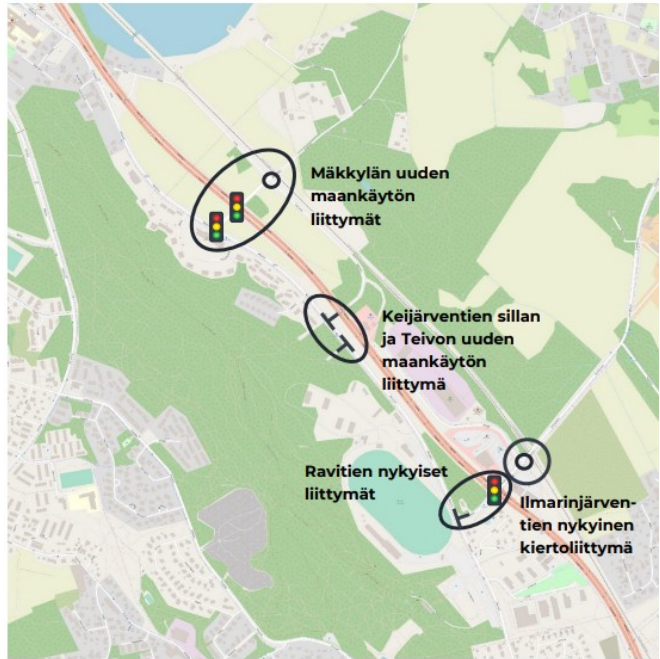 Mäkkylän uuden
maankäytön
liittymät
Keijärventien sillan
ja Teivon uuden
maankäytön
liittymä
Ravitien nykyiset
liittymät
Ilmarinjärven-
tien nykyinen
kiertoliittymä